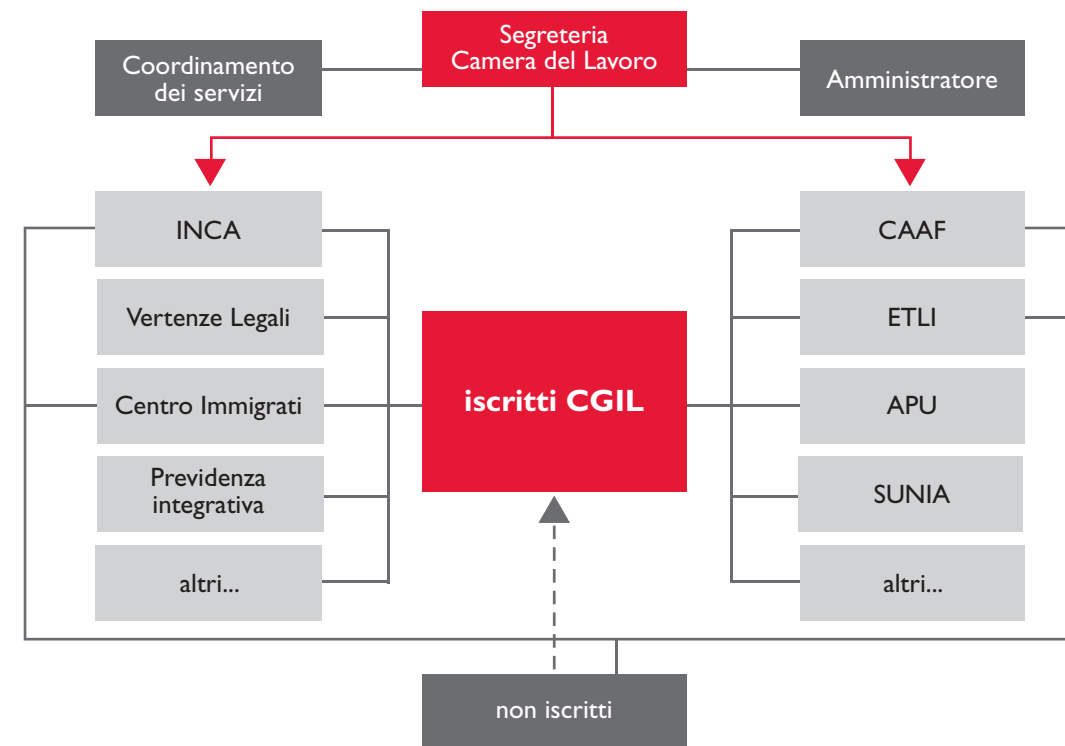 Segreteria
Camera del Lavoro
Coordinamento
dei servizi
Amministratore
INCA
Vertenze Legali
Centro Immigrati
Previdenza
integrativa
altri...
iscritti CGIL
CAAF
ETLI
APU
SUNIA
altri...
non iscritti